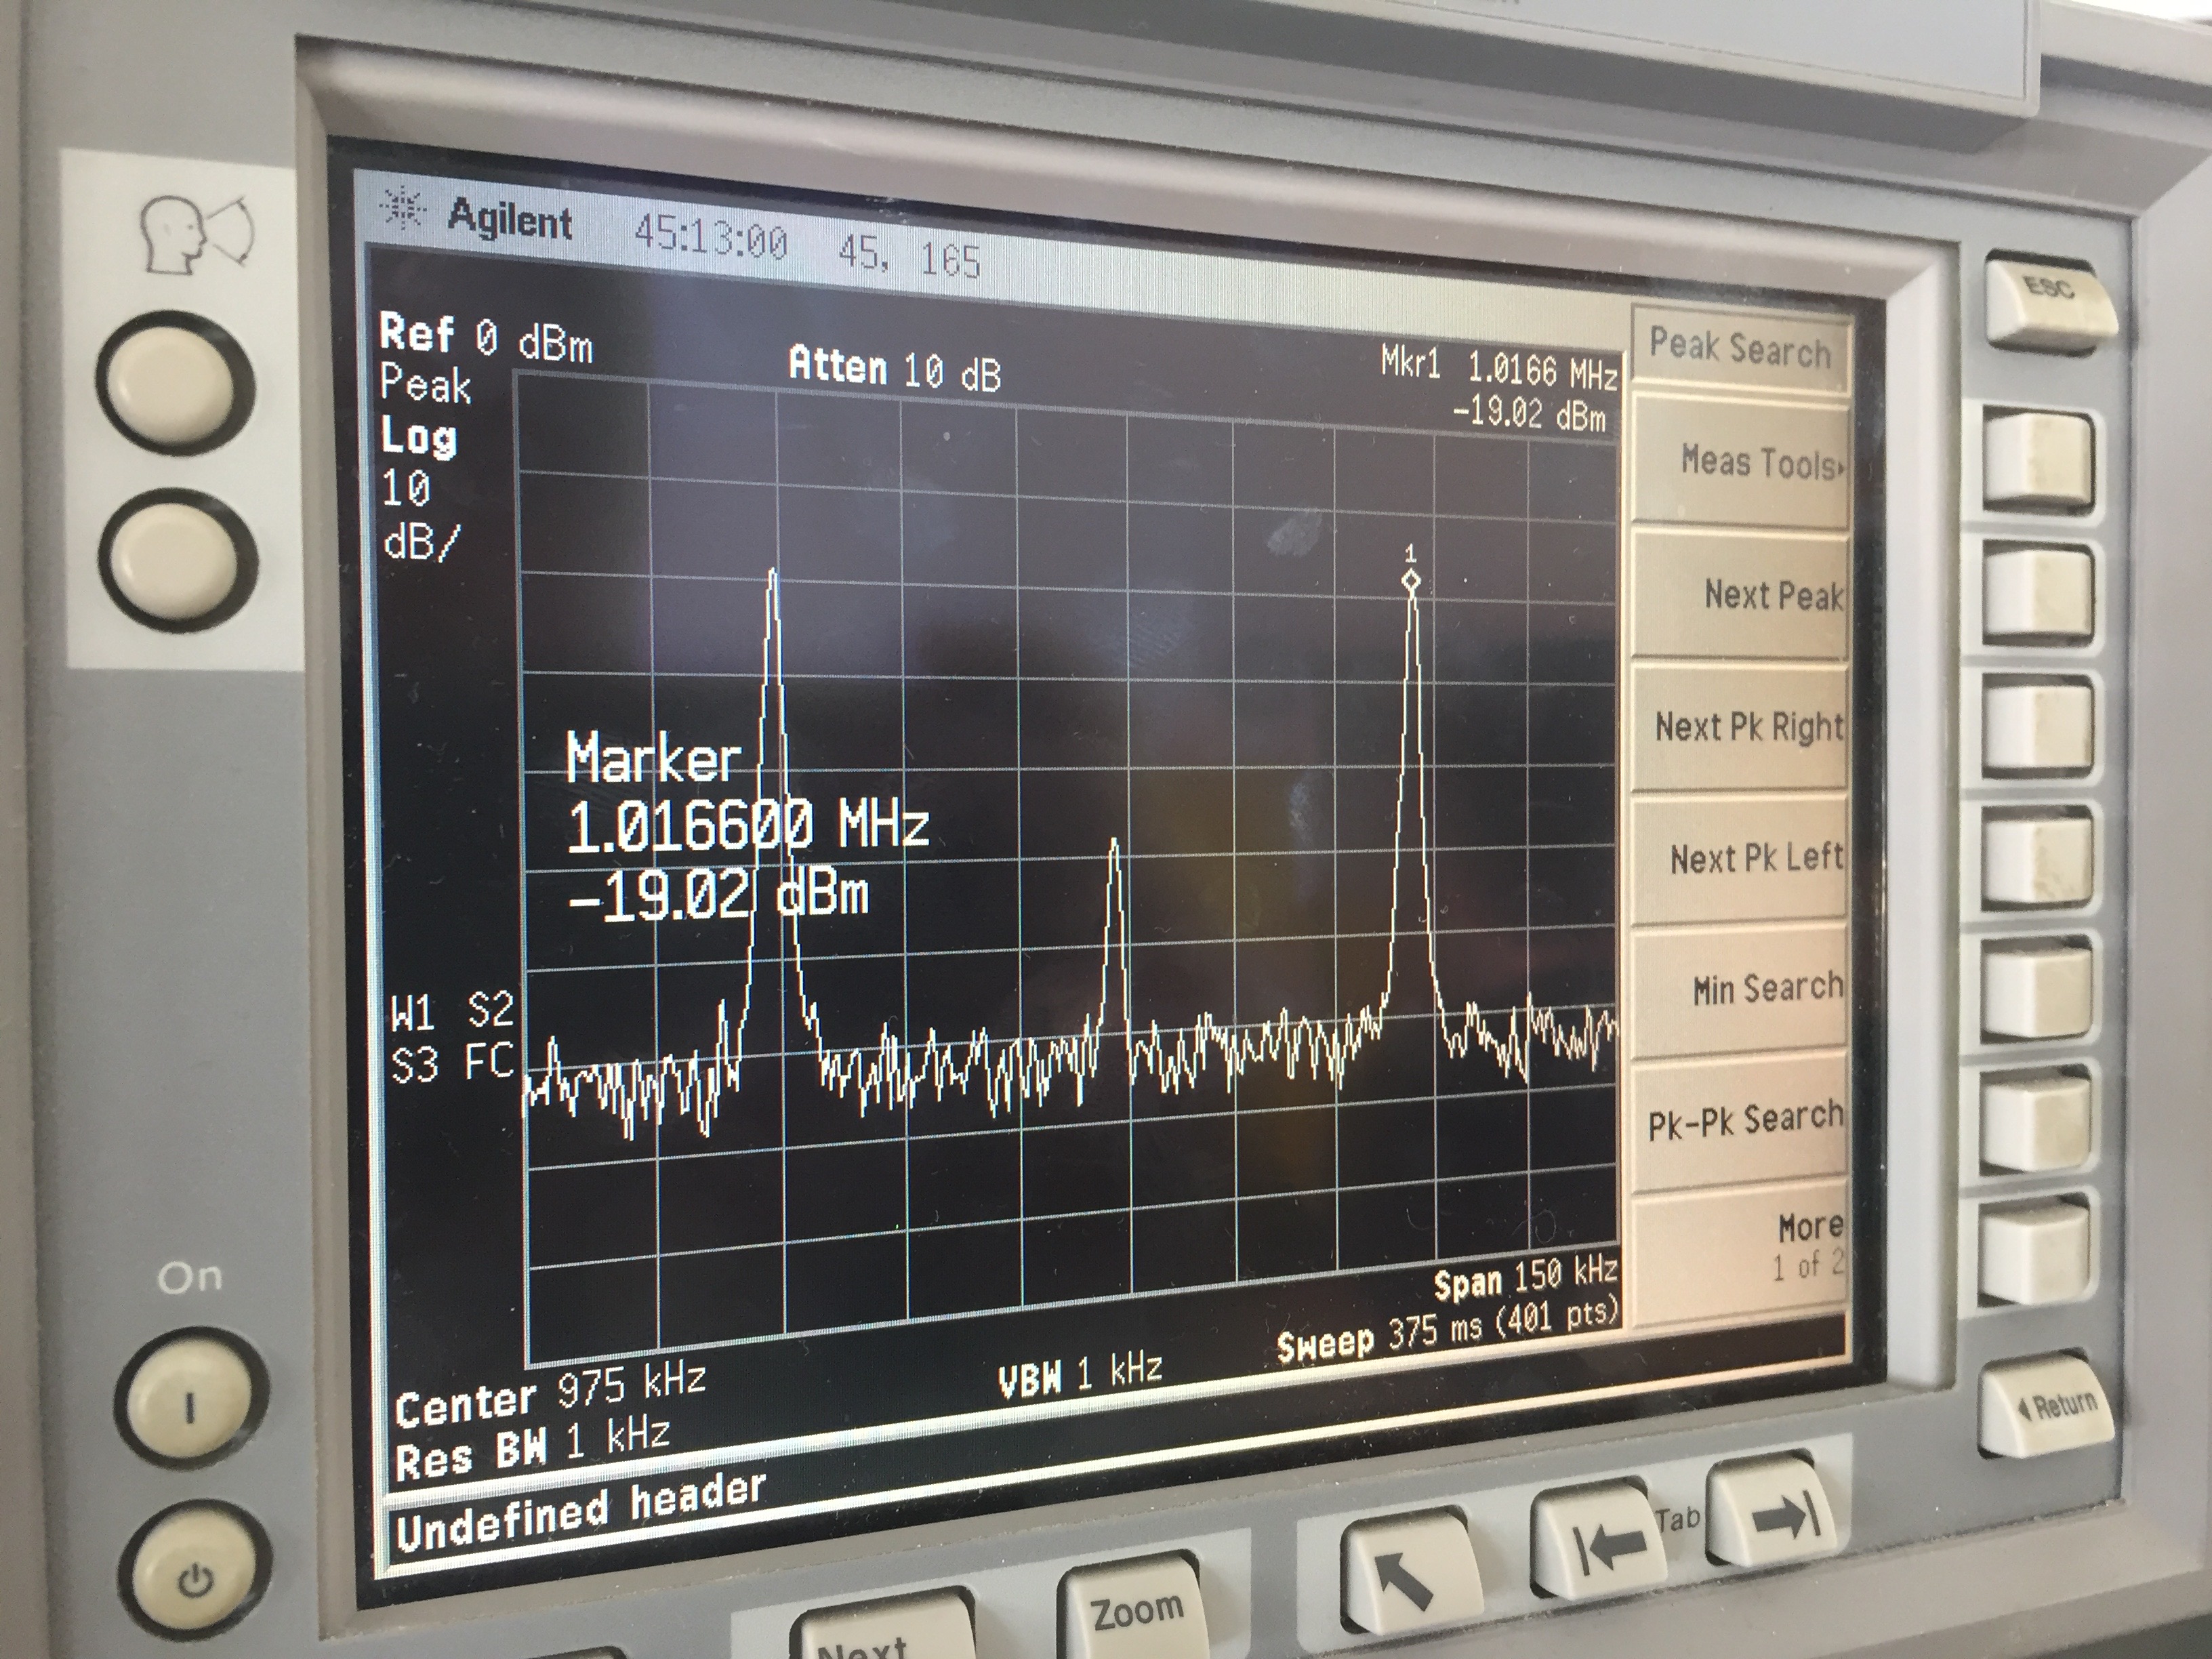 Agilent 45:13:00 45, 165
Ref 0 dBm
Atten 10 dB
Mkr1 1.0166 MHz
-19.02 dBm
Peak
Log
10
dB/
1
Marker
1.016600 MHz
-19.02 dBm
W1 S2
S3 FC
Center 975 kHz
Span 150 kHz
Res BW 1 kHz
VBW 1 kHz
Sweep 375 ms (401 pts)
Undefined header
Peak Search
Meas Tools
Next Peak
Next Pk Right
Next Pk Left
Min Search
Pk-Pk Search
More
1 of 2
ESC
Return
On
Next
Zoom
Tab